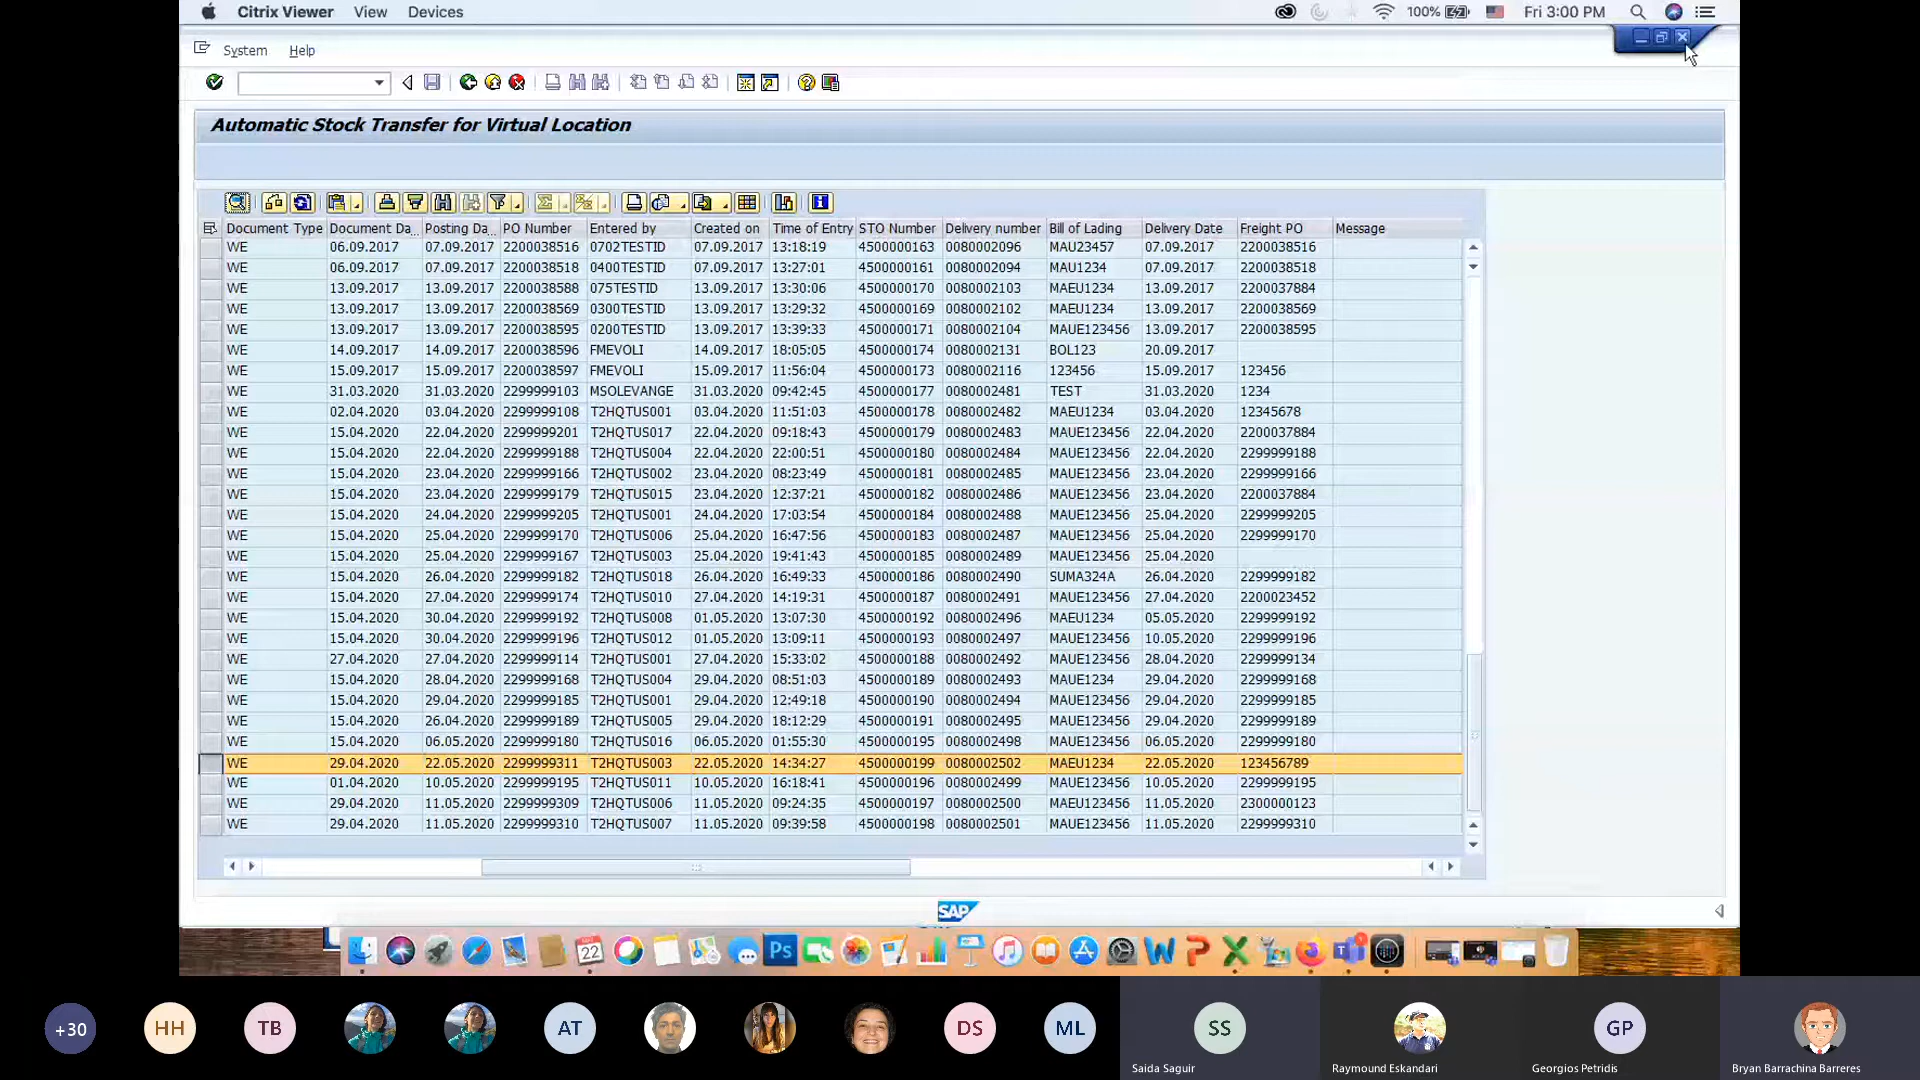 Citrix Viewer View Devices 100% Fri 3:00 PM
System Help
Automatic Stock Transfer for Virtual Location
Document Type Document Da... Posting Da... PO Number Entered by Created on Time of Entry STO Number Delivery number Bill of Lading Delivery Date Freight PO Message
WE 06.09.2017 07.09.2017 2200038516 0702TESTID 07.09.2017 13:18:19 4500000163 0080002096 MAU23457 07.09.2017 2200038516
WE 06.09.2017 07.09.2017 2200038518 0400TESTID 07.09.2017 13:27:01 4500000161 0080002094 MAU1234 07.09.2017 2200038518
WE 13.09.2017 13.09.2017 2200038588 075TESTID 13.09.2017 13:30:06 4500000170 0080002103 MAEU1234 13.09.2017 2200037884
WE 13.09.2017 13.09.2017 2200038569 0300TESTID 13.09.2017 13:29:32 4500000169 0080002102 MAEU1234 13.09.2017 2200038569
WE 13.09.2017 13.09.2017 2200038595 0200TESTID 13.09.2017 13:39:33 4500000171 0080002104 MAUE123456 13.09.2017 2200038595
WE 14.09.2017 14.09.2017 2200038596 FMEVOLI 14.09.2017 18:05:05 4500000174 0080002131 BOL123 20.09.2017
WE 15.09.2017 15.09.2017 2200038597 FMEVOLI 15.09.2017 11:56:04 4500000173 0080002116 123456 15.09.2017 123456
WE 31.03.2020 31.03.2020 2299999103 MSOLEVANGE 31.03.2020 09:42:45 4500000177 0080002481 TEST 31.03.2020 1234
WE 02.04.2020 03.04.2020 2299999108 T2HQTUS001 03.04.2020 11:51:03 4500000178 0080002482 MAEU1234 03.04.2020 12345678
WE 15.04.2020 22.04.2020 2299999201 T2HQTUS017 22.04.2020 09:18:43 4500000179 0080002483 MAUE123456 22.04.2020 2200037884
WE 15.04.2020 22.04.2020 2299999188 T2HQTUS004 22.04.2020 22:00:51 4500000180 0080002484 MAUE123456 22.04.2020 2299999188
WE 15.04.2020 23.04.2020 2299999166 T2HQTUS002 23.04.2020 08:23:49 4500000181 0080002485 MAUE123456 23.04.2020 2299999166
WE 15.04.2020 23.04.2020 2299999179 T2HQTUS015 23.04.2020 12:37:21 4500000182 0080002486 MAUE123456 23.04.2020 2200037884
WE 15.04.2020 24.04.2020 2299999205 T2HQTUS001 24.04.2020 17:03:54 4500000184 0080002488 MAUE123456 25.04.2020 2299999205
WE 15.04.2020 25.04.2020 2299999170 T2HQTUS006 25.04.2020 16:47:56 4500000183 0080002487 MAUE123456 25.04.2020 2299999170
WE 15.04.2020 25.04.2020 2299999167 T2HQTUS003 25.04.2020 19:41:43 4500000185 0080002489 MAUE123456 25.04.2020
WE 15.04.2020 26.04.2020 2299999182 T2HQTUS018 26.04.2020 16:49:33 4500000186 0080002490 SUMA324A 26.04.2020 2299999182
WE 15.04.2020 27.04.2020 2299999174 T2HQTUS010 27.04.2020 14:19:31 4500000187 0080002491 MAUE123456 27.04.2020 2200023452
WE 15.04.2020 30.04.2020 2299999192 T2HQTUS008 01.05.2020 13:07:30 4500000192 0080002496 MAEU1234 05.05.2020 2299999192
WE 15.04.2020 30.04.2020 2299999196 T2HQTUS012 01.05.2020 13:09:11 4500000193 0080002497 MAUE123456 10.05.2020 2299999196
WE 27.04.2020 27.04.2020 2299999114 T2HQTUS001 27.04.2020 15:33:02 4500000188 0080002492 MAUE123456 28.04.2020 2299999134
WE 15.04.2020 28.04.2020 2299999168 T2HQTUS004 29.04.2020 08:51:03 4500000189 0080002493 MAUE1234 29.04.2020 2299999168
WE 15.04.2020 29.04.2020 2299999185 T2HQTUS001 29.04.2020 12:49:18 4500000190 0080002494 MAUE123456 29.04.2020 2299999185
WE 15.04.2020 26.04.2020 2299999189 T2HQTUS005 29.04.2020 18:12:29 4500000191 0080002495 MAUE123456 29.04.2020 2299999189
WE 15.04.2020 06.05.2020 2299999180 T2HQTUS016 06.05.2020 01:55:30 4500000195 0080002498 MAUE123456 06.05.2020 2299999180
WE 29.04.2020 22.05.2020 2299999311 T2HQTUS003 22.05.2020 14:34:27 4500000199 0080002502 MAEU1234 22.05.2020 123456789
WE 01.04.2020 10.05.2020 2299999195 T2HQTUS011 10.05.2020 16:18:41 4500000196 0080002499 MAUE123456 10.05.2020 2299999195
WE 29.04.2020 11.05.2020 2299999309 T2HQTUS006 11.05.2020 09:24:35 4500000197 0080002500 MAEU123456 11.05.2020 2300000123
WE 29.04.2020 11.05.2020 2299999310 T2HQTUS007 11.05.2020 09:39:58 4500000198 0080002501 MAUE123456 11.05.2020 2299999310
SAP
22 Ps
+30 HH TB AT DS ML SS GP
Saida Saguir Raymound Eskandari Georgios Petridis Bryan Barrachina Barreres